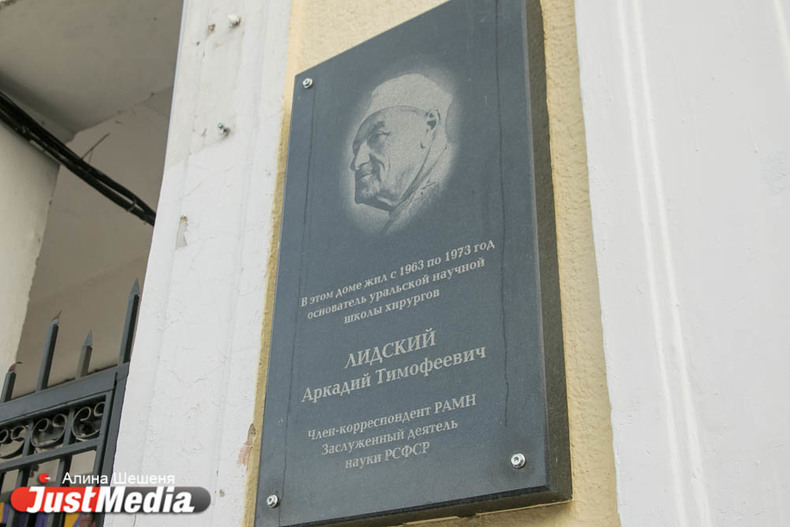 В этом доме жил с 1963 по 1973 год
основатель уральской научной
школы хирургов
ЛИДСКИЙ
Аркадий Тимофеевич
Член-корреспондент РАМН
Заслуженный деятель
науки РСФСР
Алина Шешеня
JustMedia